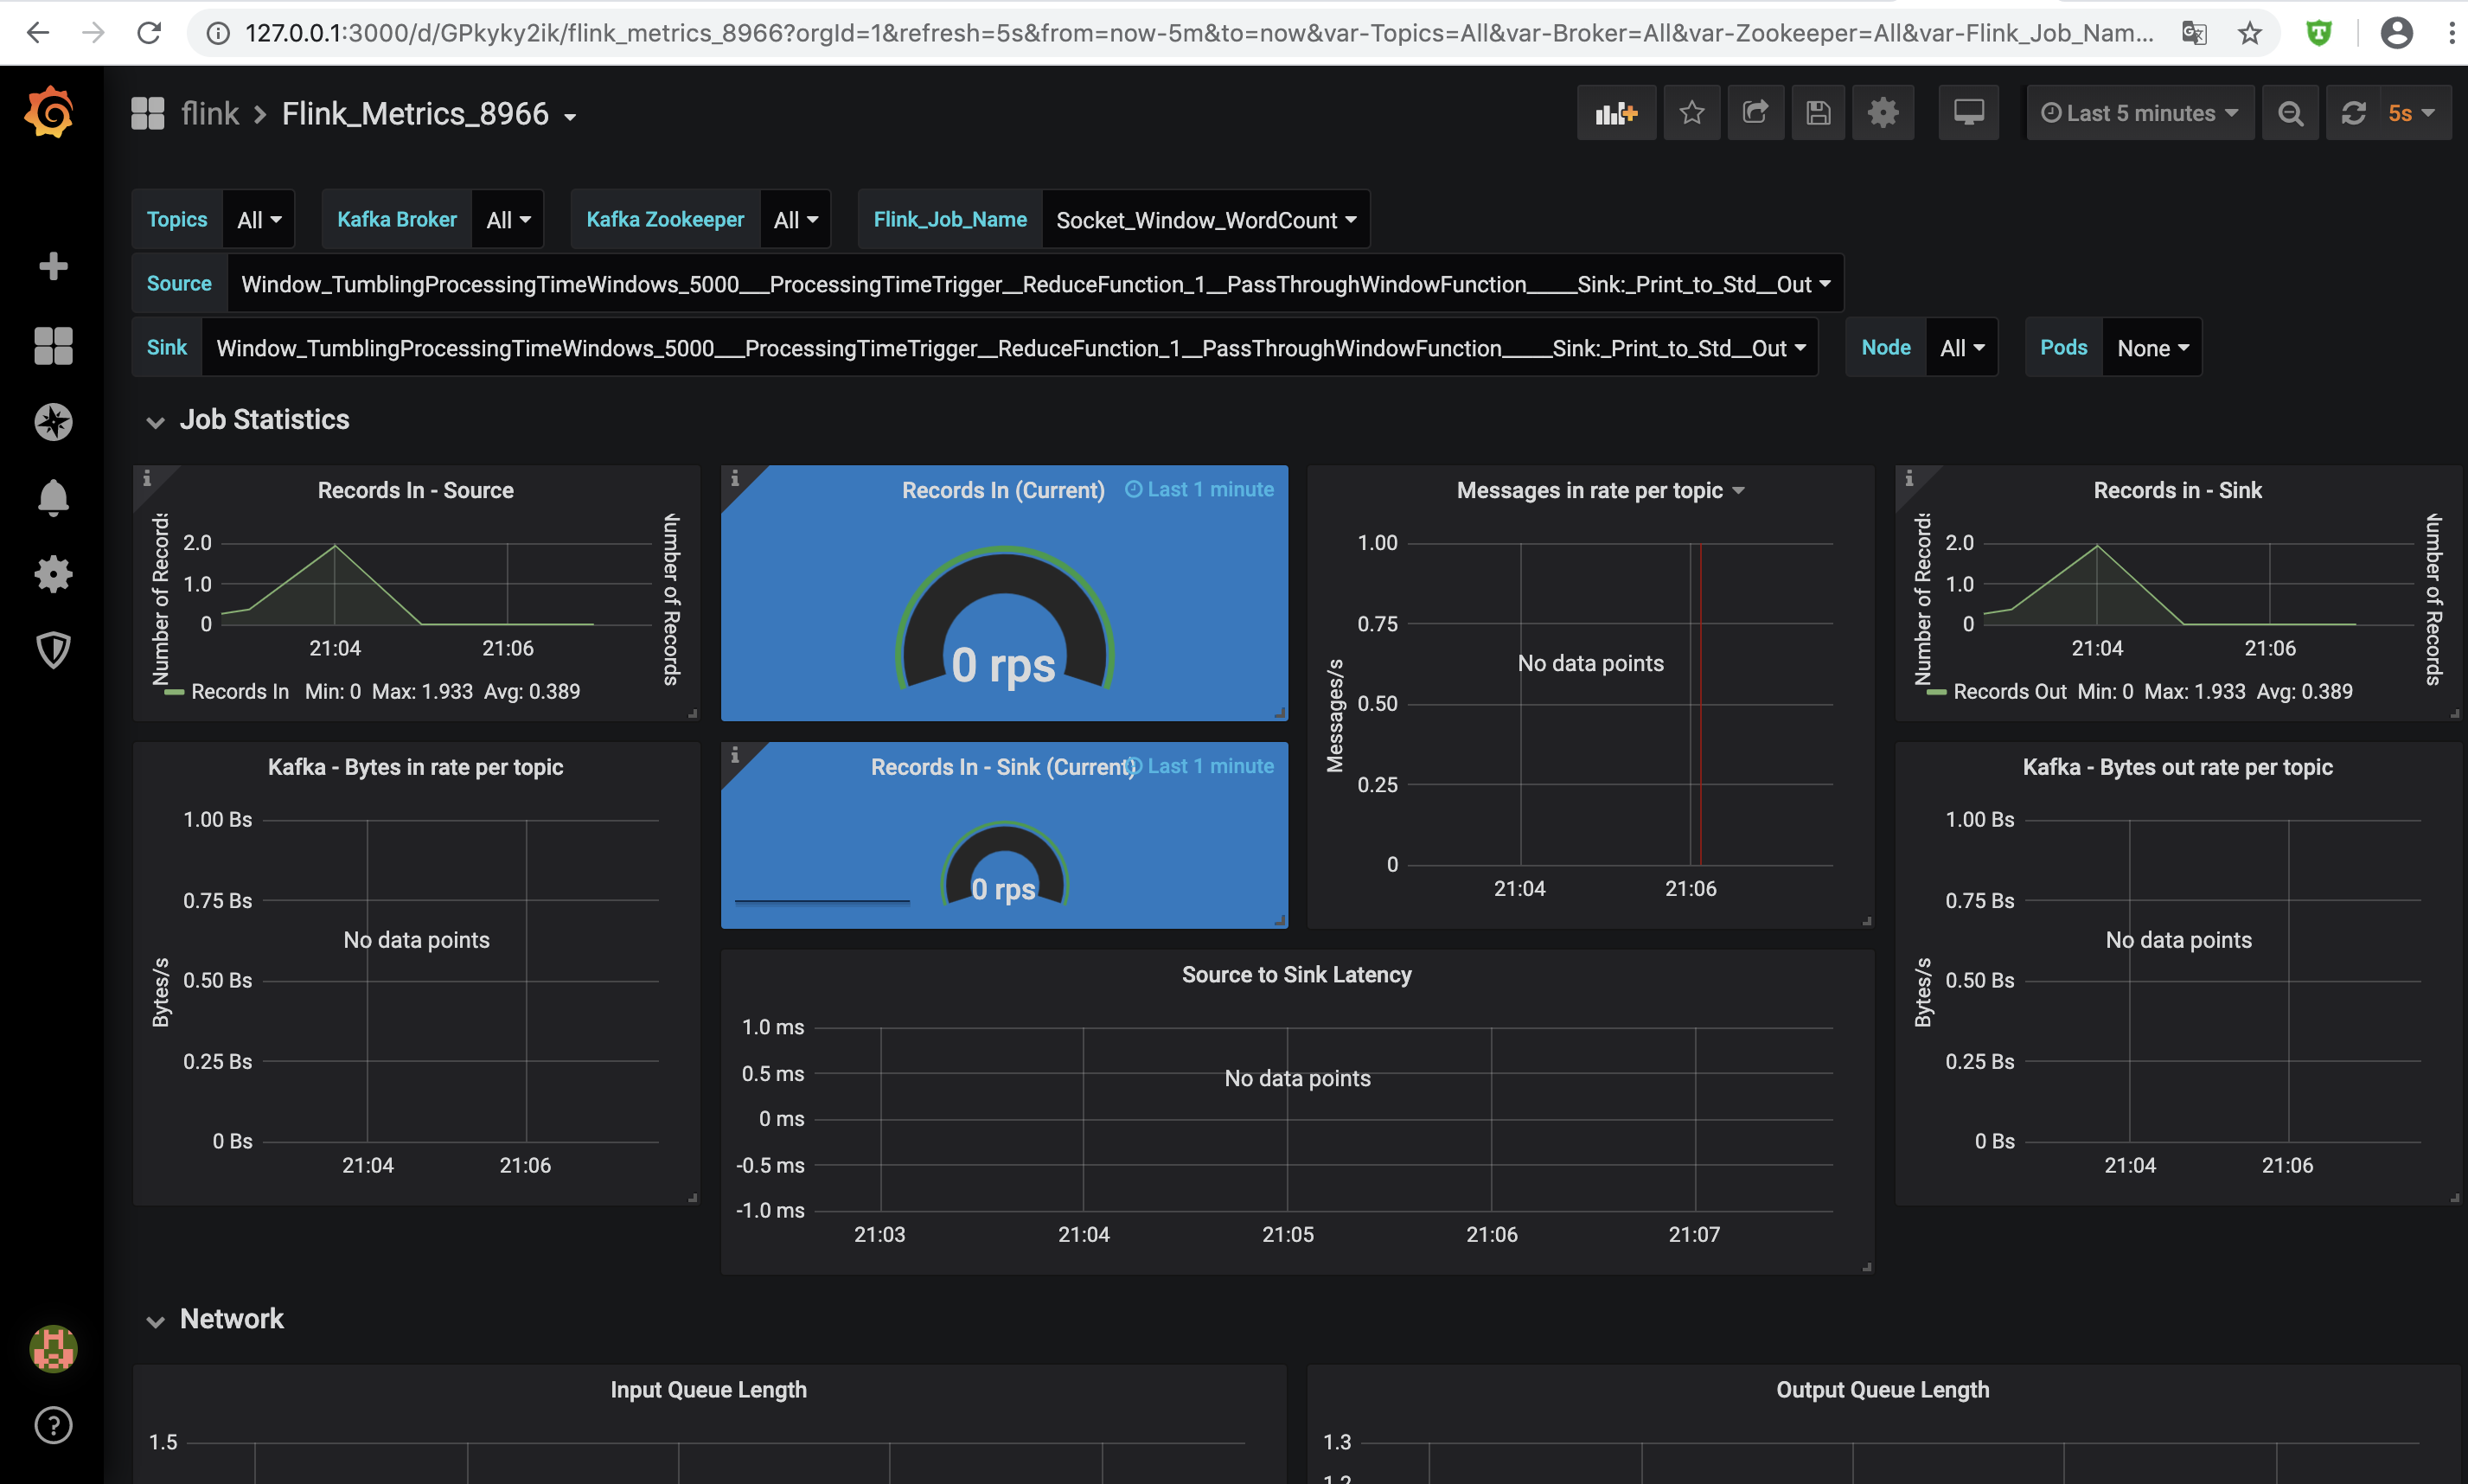 127.0.0.1:3000/d/GPkyky2ik/flink_metrics_8966?orgId=1&refresh=5s&from=now-5m&to=now&var-Topics=All&var-Broker=All&var-Zookeeper=All&var-Flink_Job_Nam...
flink > Flink_Metrics_8966
Last 5 minutes
5s
Topics All Kafka Broker All Kafka Zookeeper All Flink_Job_Name Socket_Window_WordCount
Source Window_TumblingProcessingTimeWindows_5000___ProcessingTimeTrigger__ReduceFunction_1__PassThroughWindowFunction_____Sink:_Print_to_Std__Out
Sink Window_TumblingProcessingTimeWindows_5000___ProcessingTimeTrigger__ReduceFunction_1__PassThroughWindowFunction_____Sink:_Print_to_Std__Out Node All Pods None
Job Statistics
Records In - Source
Number of Records
2.0
1.0
0
21:04 21:06
Number of Records
Records In Min: 0 Max: 1.933 Avg: 0.389
Records In (Current) Last 1 minute
0 rps
Messages in rate per topic
Messages/s
1.00
0.75
0.50
0.25
0
No data points
21:04 21:06
Records in - Sink
Number of Records
2.0
1.0
0
21:04 21:06
Number of Records
Records Out Min: 0 Max: 1.933 Avg: 0.389
Kafka - Bytes in rate per topic
Bytes/s
1.00 Bs
0.75 Bs
0.50 Bs
0.25 Bs
0 Bs
No data points
21:04 21:06
Records In - Sink (Current) Last 1 minute
0 rps
Kafka - Bytes out rate per topic
Bytes/s
1.00 Bs
0.75 Bs
0.50 Bs
0.25 Bs
0 Bs
No data points
21:04 21:06
Source to Sink Latency
1.0 ms
0.5 ms
0 ms
-0.5 ms
-1.0 ms
No data points
21:03 21:04 21:05 21:06 21:07
Network
Input Queue Length
1.5
Output Queue Length
1.3
1.2